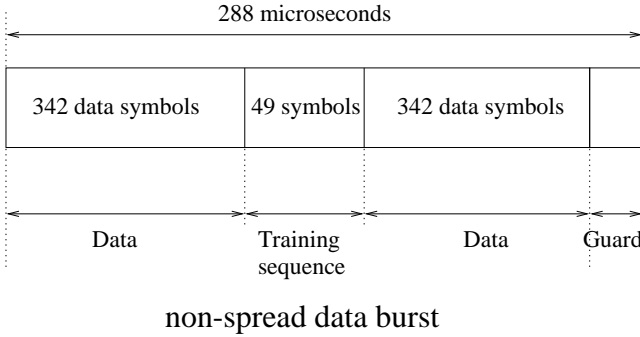 288 microseconds
342 data symbols
49 symbols
342 data symbols
Data
Training
sequence
Data
Guard
non-spread data burst